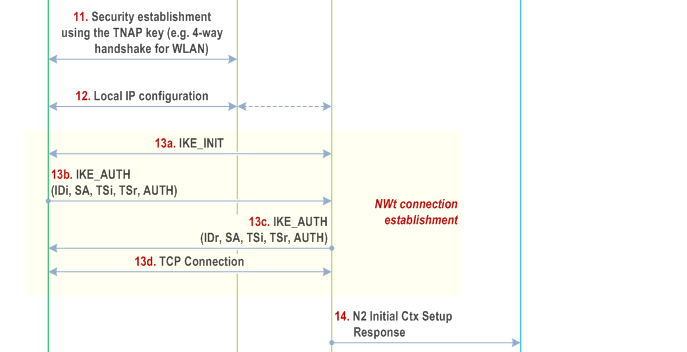 11. Security establishment
using the TNAP key (e.g. 4-way
handshake for WLAN)
12. Local IP configuration
13a. IKE_INIT
13b. IKE_AUTH
(IDi, SA, TSi, TSr, AUTH)
NWt connection
establishment
13c. IKE_AUTH
(IDr, SA, TSi, TSr, AUTH)
13d. TCP Connection
14. N2 Initial Ctx Setup
Response